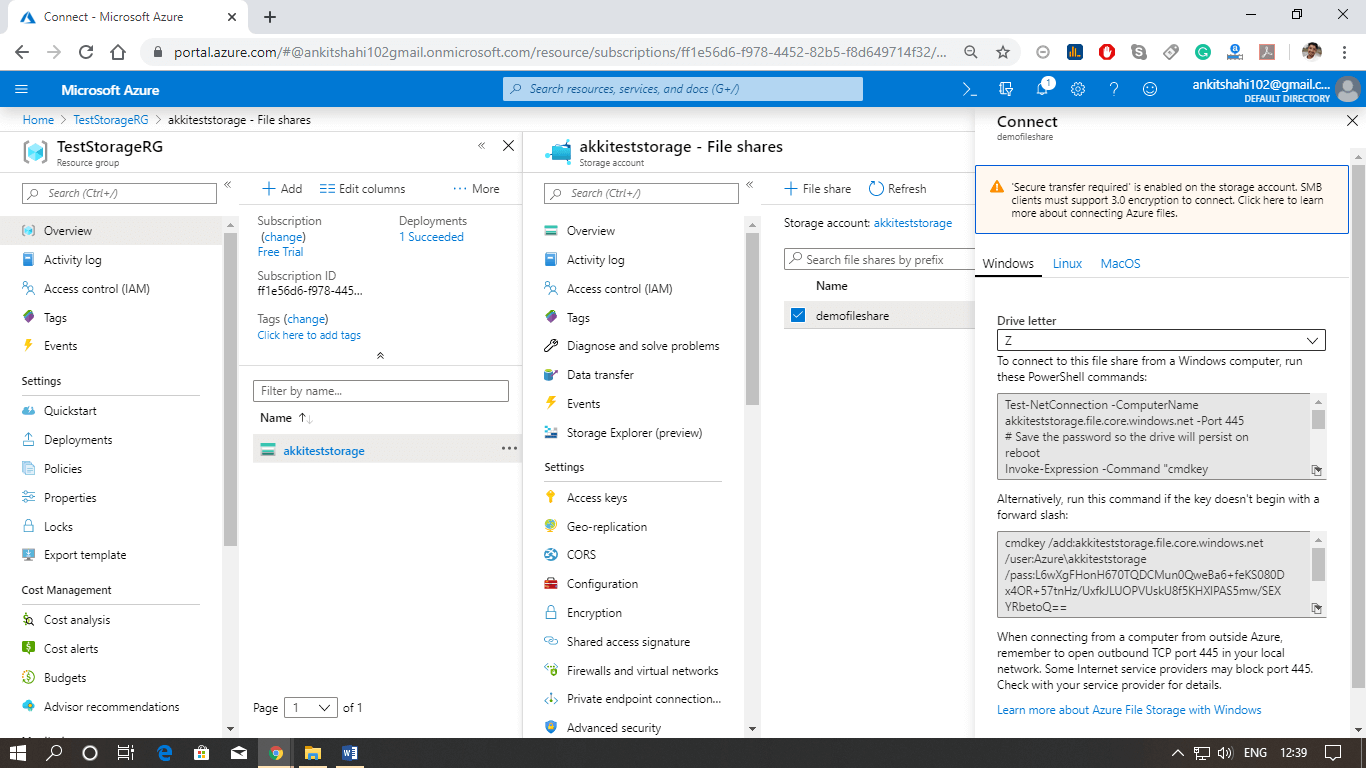 Connect - Microsoft Azure
portal.azure.com/#@ankitshahi102gmail.onmicrosoft.com/resource/subscriptions/ff1e56d6-f978-4452-82b5-f8d649714f32/...
Microsoft Azure
Search resources, services, and docs (G+/)
1
ankitshahi102@gmail.c...
DEFAULT DIRECTORY
Home > TestStorageRG > akkiteststorage - File shares
TestStorageRG
Resource group
Search (Ctrl+/)
Overview
Activity log
Access control (IAM)
Tags
Events
Settings
Quickstart
Deployments
Policies
Properties
Locks
Export template
Cost Management
Cost analysis
Cost alerts
Budgets
Advisor recommendations
Add
Edit columns
More
Subscription
(change)
Free Trial
Deployments
1 Succeeded
Subscription ID
ff1e56d6-f978-445...
Tags (change)
Click here to add tags
Filter by name...
Name
akkiteststorage
Page 1 of 1
akkiteststorage - File shares
Storage account
Search (Ctrl+/)
Overview
Activity log
Access control (IAM)
Tags
Diagnose and solve problems
Data transfer
Events
Storage Explorer (preview)
Settings
Access keys
Geo-replication
CORS
Configuration
Encryption
Shared access signature
Firewalls and virtual networks
Private endpoint connection...
Advanced security
File share
Refresh
Storage account: akkiteststorage
Search file shares by prefix
Name
demofileshare
Connect
demofileshare
'Secure transfer required' is enabled on the storage account. SMB
clients must support 3.0 encryption to connect. Click here to learn
more about connecting Azure files.
Windows
Linux
MacOS
Drive letter
Z
To connect to this file share from a Windows computer, run
these PowerShell commands:
Test-NetConnection -ComputerName
akkiteststorage.file.core.windows.net -Port 445
# Save the password so the drive will persist on
reboot
Invoke-Expression -Command "cmdkey
Alternatively, run this command if the key doesn't begin with a
forward slash:
cmdkey /add:akkiteststorage.file.core.windows.net
/user:Azure\akkiteststorage
When connecting from a computer from outside Azure,
remember to open outbound TCP port 445 in your local
network. Some Internet service providers may block port 445.
Check with your service provider for details.
Learn more about Azure File Storage with Windows
ENG
12:39